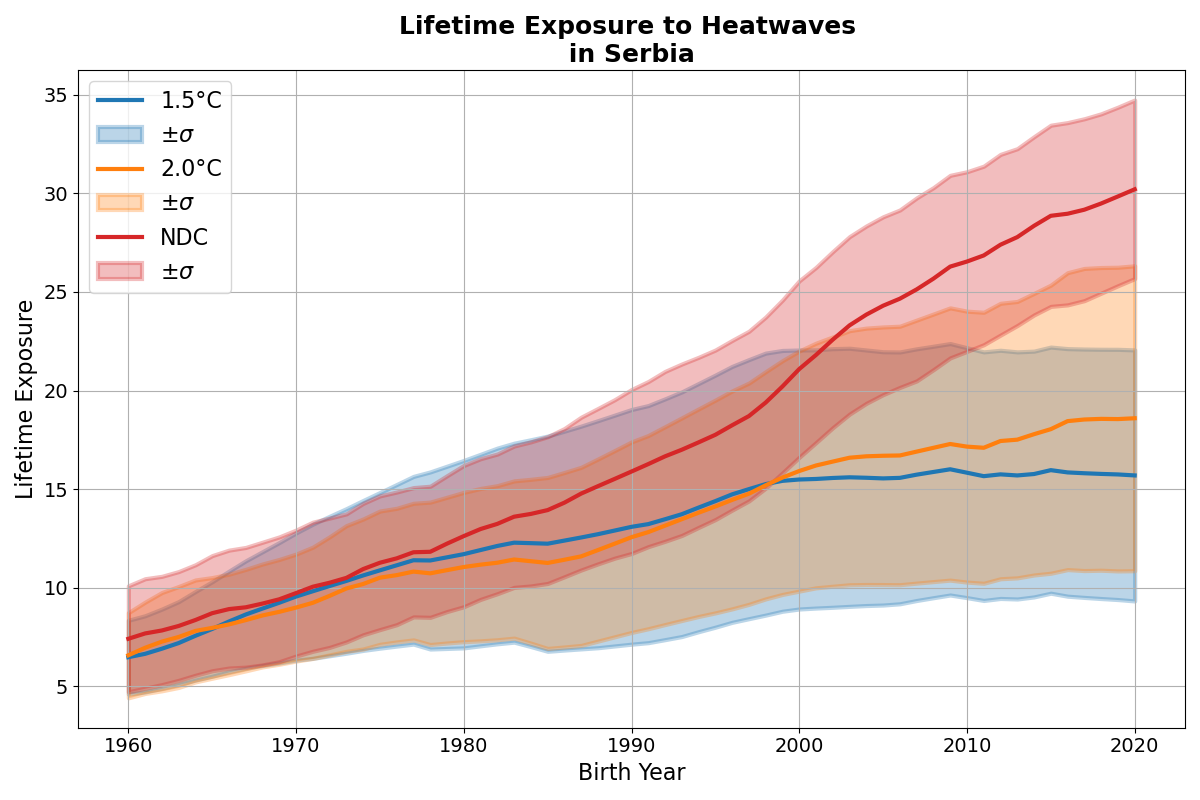 Lifetime Exposure to Heatwaves
in Serbia
35
30
25
20
15
10
5
Lifetime Exposure
1.5°C
±σ
2.0°C
±σ
NDC
±σ
1960
1970
1980
1990
2000
2010
2020
Birth Year